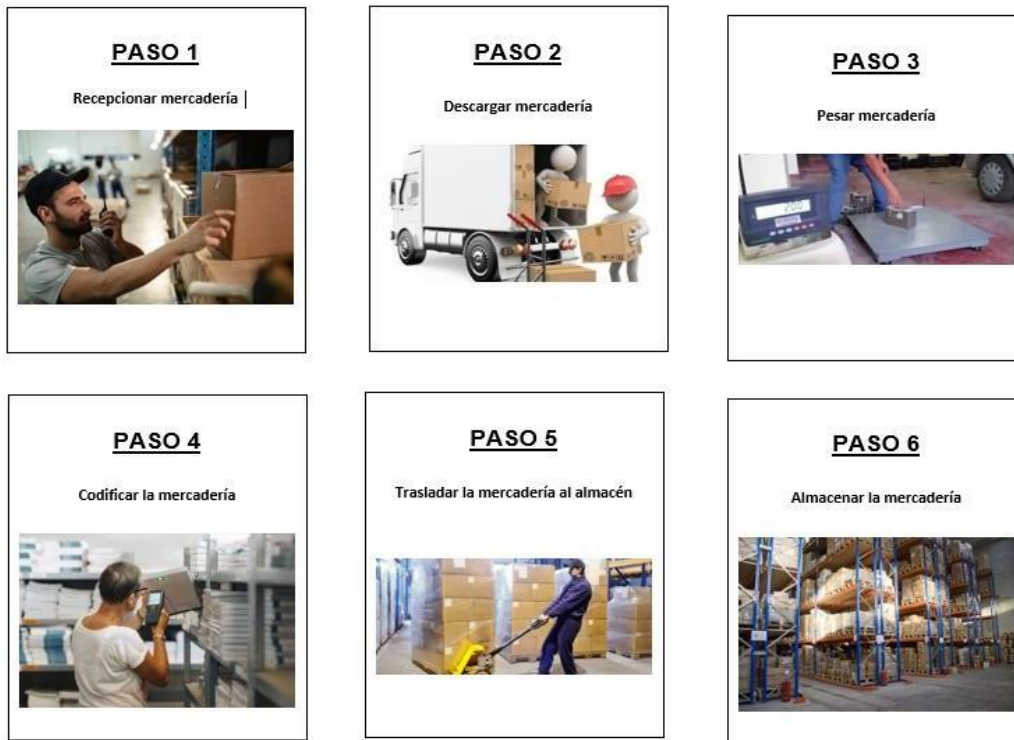 PASO 1
Recepcionar mercadería
PASO 2
Descargar mercadería
PASO 3
Pesar mercadería
PASO 4
Codificar la mercadería
PASO 5
Trasladar la mercadería al almacén
PASO 6
Almacenar la mercadería